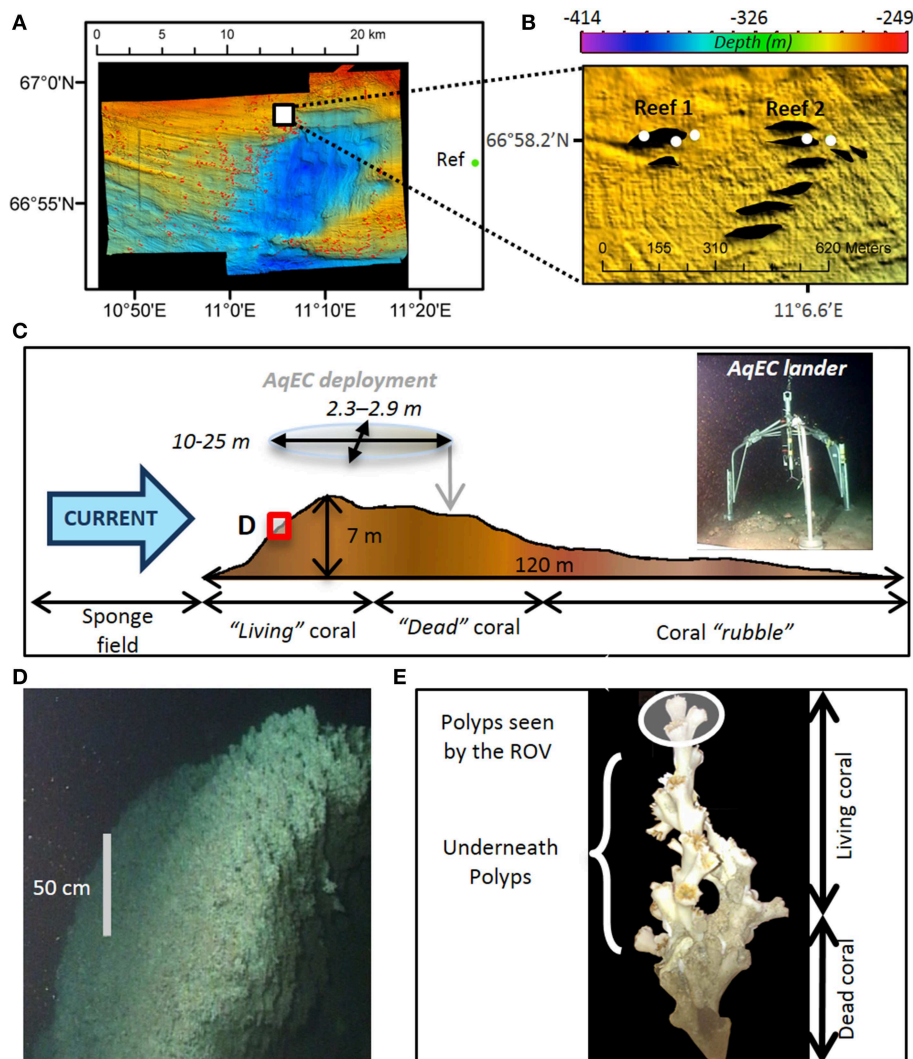 A
0 5 10 20 km
67°0'N
66°55'N
10°50'E 11°0'E 11°10'E 11°20'E
Ref
B
-414 -326 -249
Depth (m)
Reef 1 Reef 2
66°58.2'N
0 155 310 620 Meters
11°6.6'E
C
AqEC deployment
2.3–2.9 m
10-25 m
AqEC lander
CURRENT
D
7 m
120 m
Sponge
field
"Living" coral
"Dead" coral
Coral "rubble"
D
50 cm
E
Polyps seen
by the ROV
Underneath
Polyps
Living coral
Dead coral